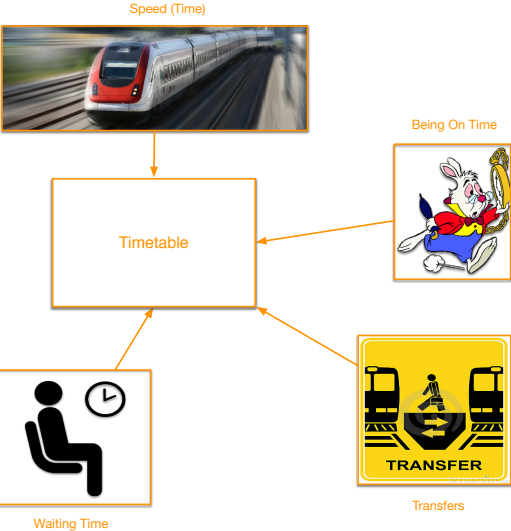 Speed (Time)
Being On Time
Timetable
TRANSFER
Transfers
Waiting Time